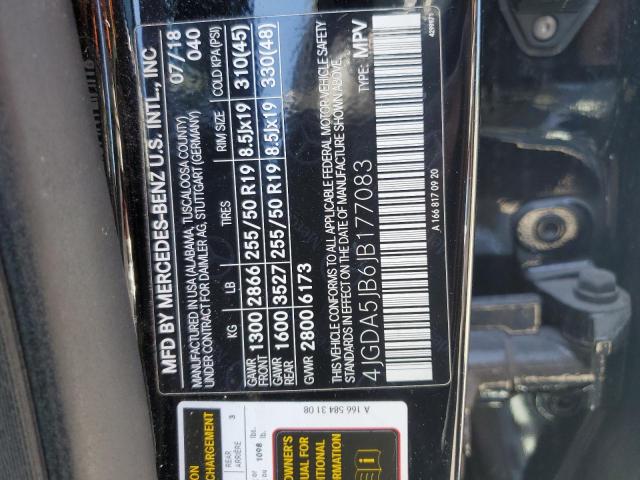 MFD BY MERCEDES-BENZ U.S. INTL., INC 07/18
MANUFACTURED IN USA (ALABAMA, TUSCALOOSA COUNTY) 040
UNDER CONTRACT FOR DAIMLER AG, STUTTGART (GERMANY)
KG LB TIRES RIM SIZE COLD KPA(PSI)
GAWR FRONT 1300 2866 255/50 R19 8.5Jx19 310(45)
GAWR REAR 1600 3527 255/50 R19 8.5Jx19 330(48)
GVWR 2800 6173
THIS VEHICLE CONFORMS TO ALL APPLICABLE FEDERAL MOTOR VEHICLE SAFETY
STANDARDS IN EFFECT ON THE DATE OF MANUFACTURE SHOWN ABOVE.
4JGDA5JB6JB177083 TYPE: MPV
A 166 817 09 20
A 166 584 31 08
CHARGEMENT
REAR
ARRIÈRE 3
1098 lb.
OWNER'S